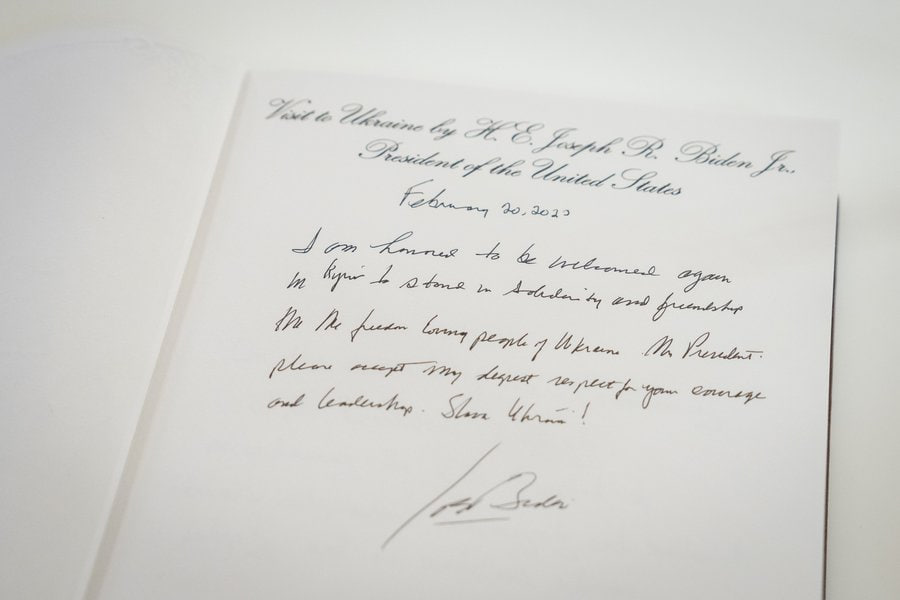 Visit to Ukraine by H. E. Joseph R. Biden Jr.,
President of the United States
February 20, 2023
I am honored to be welcomed again
in Kyiv to stand in solidarity and friendship
with the freedom loving people of Ukraine. Mr President.
please accept my deepest respect for your courage
and leadership. Slava Ukraini!
Joe Biden